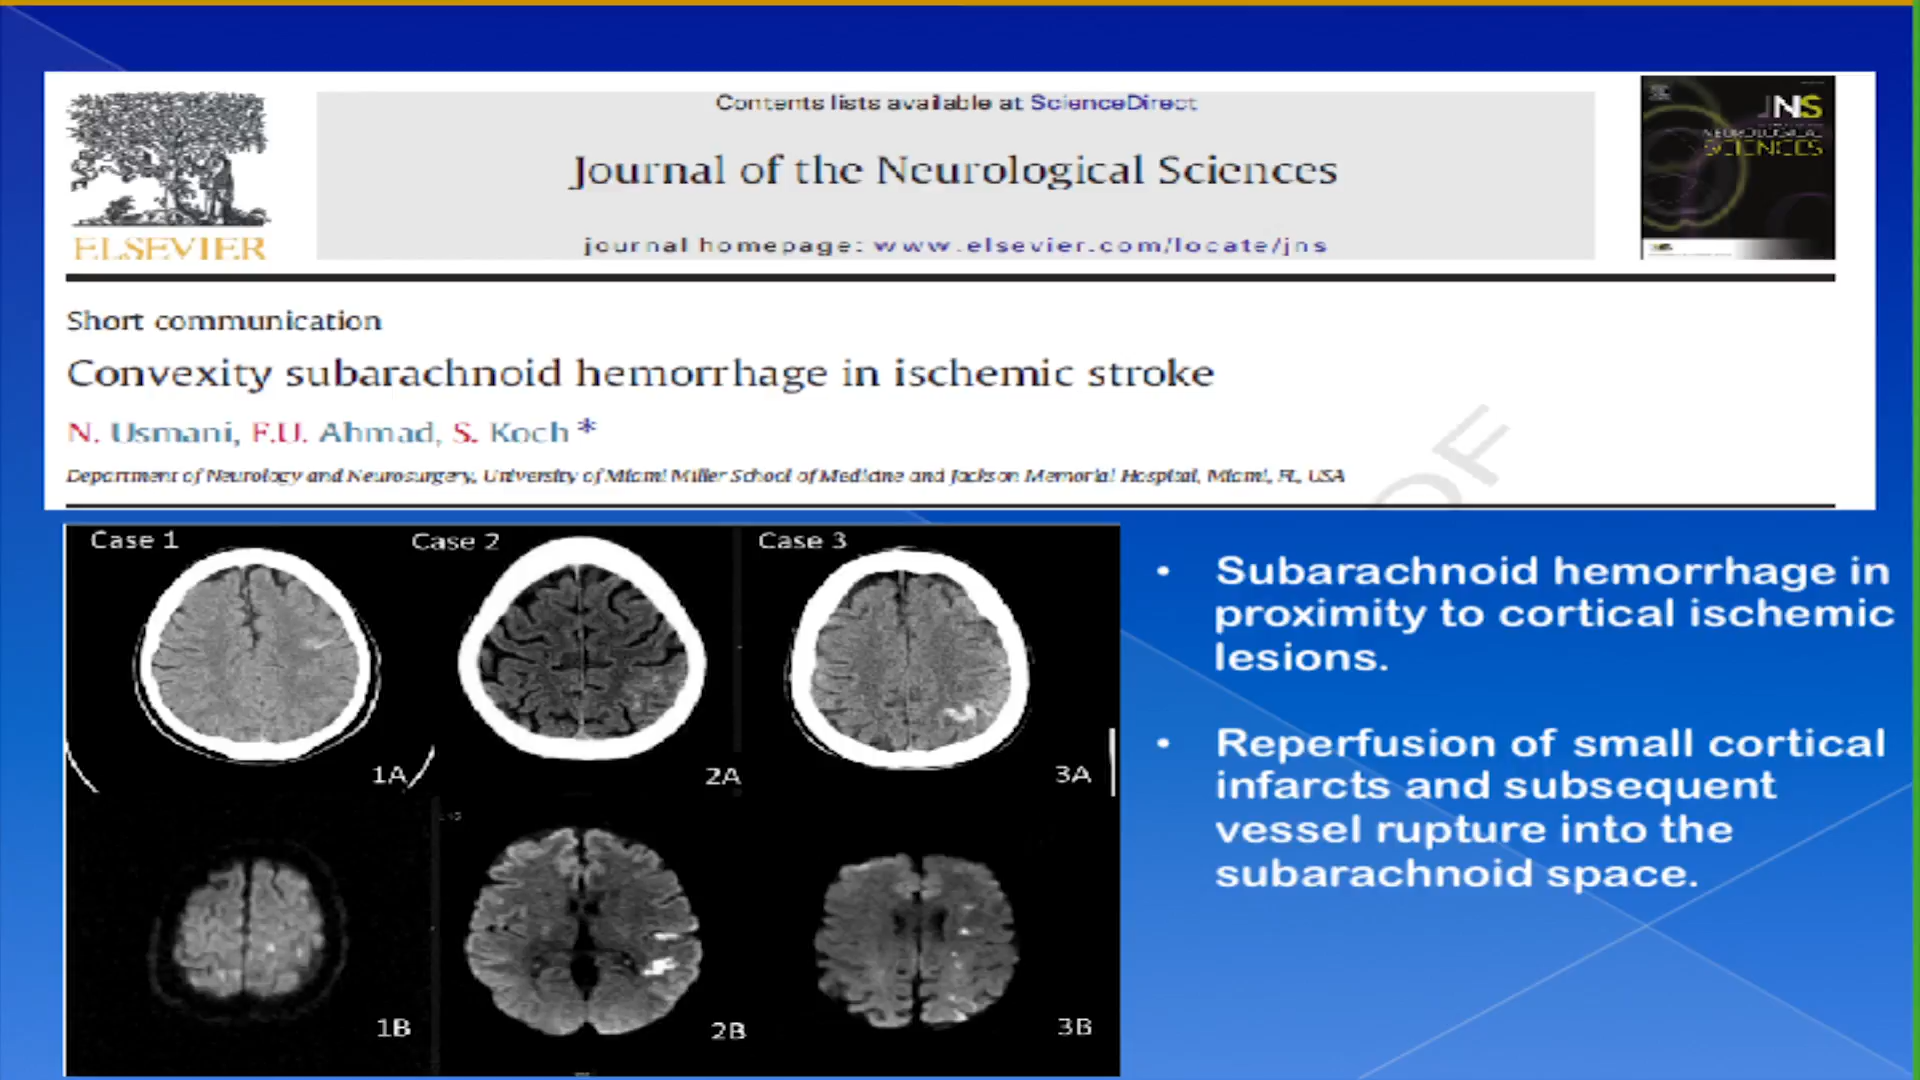 Contents lists available at ScienceDirect
Journal of the Neurological Sciences
journal homepage: www.elsevier.com/locate/jns
ELSEVIER
JNS
NEUROLOGICAL
SCIENCES
Short communication
Convexity subarachnoid hemorrhage in ischemic stroke
N. Usmani, F.U. Ahmad, S. Koch *
Department of Neurology and Neurosurgery, University of Miami Miller School of Medicine and Jackson Memorial Hospital, Miami, FL, USA
OF
Case 1
Case 2
Case 3
1A
2A
3A
1B
2B
3B
• Subarachnoid hemorrhage in
proximity to cortical ischemic
lesions.
• Reperfusion of small cortical
infarcts and subsequent
vessel rupture into the
subarachnoid space.